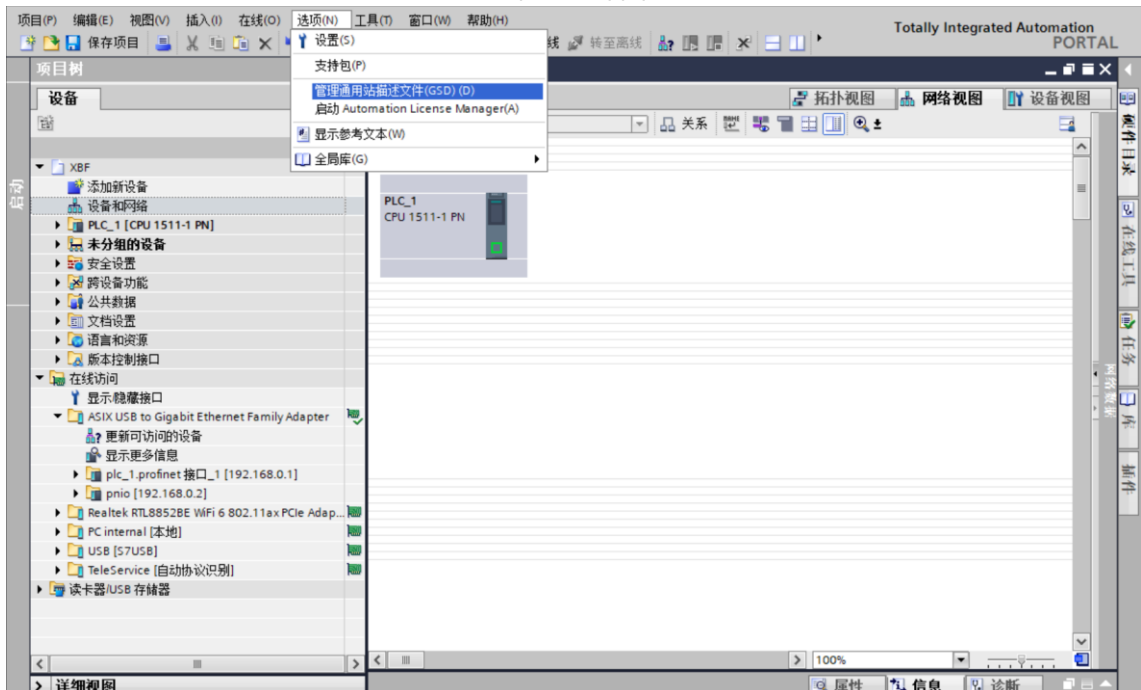 项目(P) 编辑(E) 视图(V) 插入(I) 在线(O) 选项(N) 工具(T) 窗口(W) 帮助(H)
Totally Integrated Automation
PORTAL
保存项目
设置(S)
线 转至离线
支持包(P)
管理通用站描述文件(GSD) (D)
启动 Automation License Manager(A)
显示参考文本(W)
全局库(G)
项目树
设备
拓扑视图 网络视图 设备视图
关系
XBF
添加新设备
设备和网络
PLC_1 [CPU 1511-1 PN]
未分组的设备
安全设置
跨设备功能
公共数据
文档设置
语言和资源
版本控制接口
在线访问
显示/隐藏接口
ASIX USB to Gigabit Ethernet Family Adapter
更新可访问的设备
显示更多信息
plc_1.profinet 接口_1 [192.168.0.1]
pnio [192.168.0.2]
Realtek RTL8852BE WiFi 6 802.11ax PCIe Adap...
PC internal [本地]
USB [S7USB]
TeleService [自动协议识别]
读卡器/USB 存储器
PLC_1
CPU 1511-1 PN
启动
硬件目录
在线工具
任务
库
插件
网络数据
100%
详细视图
属性 信息 诊断